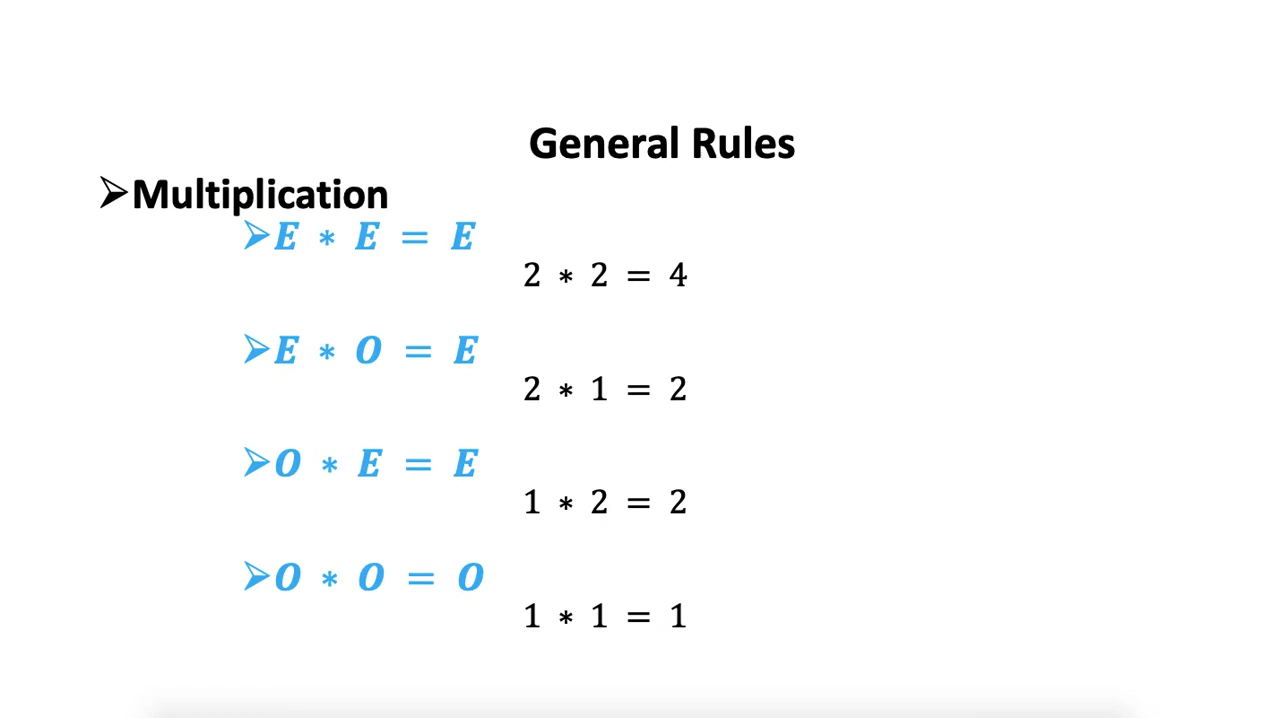 General Rules
➢Multiplication
➢E * E = E
2 * 2 = 4
➢E * O = E
2 * 1 = 2
➢O * E = E
1 * 2 = 2
➢O * O = O
1 * 1 = 1